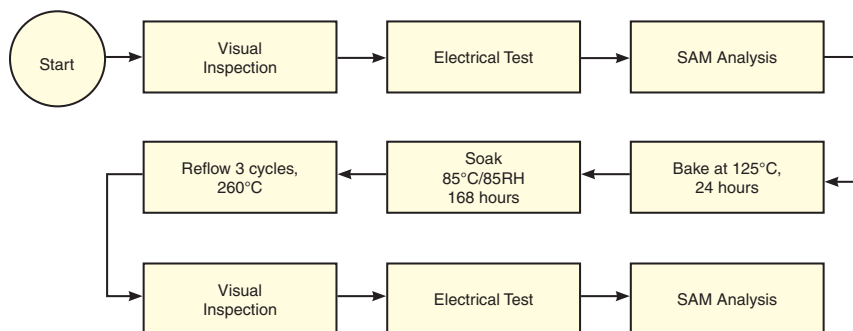 Start
Visual
Inspection
Electrical Test
SAM Analysis
Bake at 125°C,
24 hours
Soak
85°C/85RH
168 hours
Reflow 3 cycles,
260°C
Visual
Inspection
Electrical Test
SAM Analysis